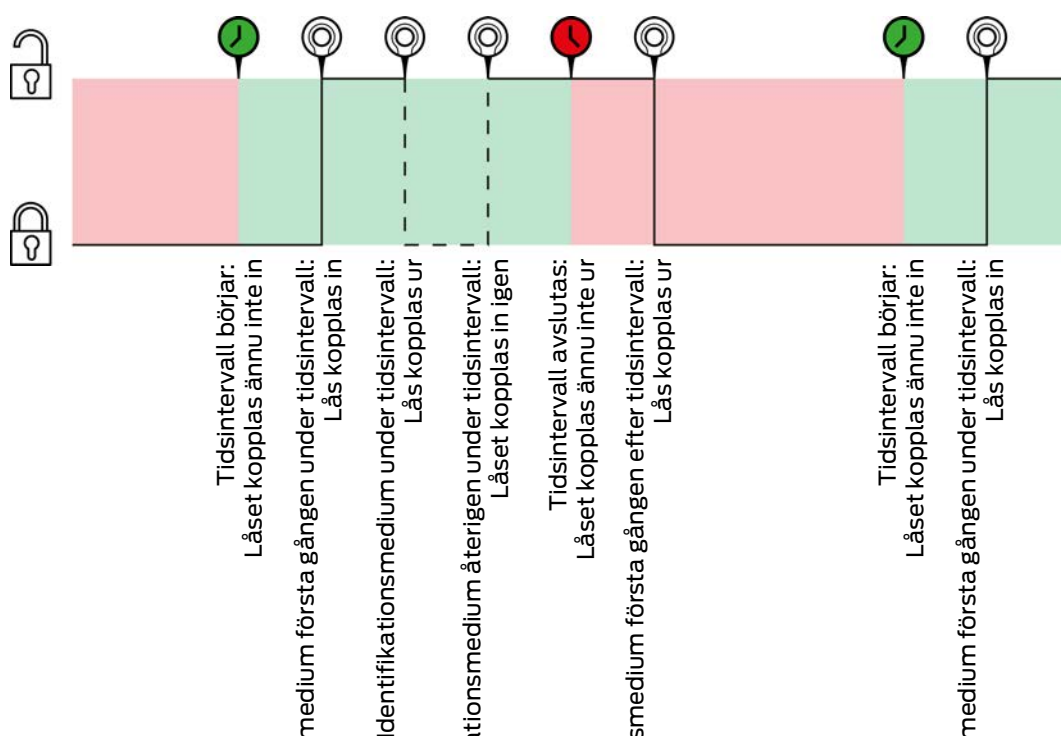 Tidsintervall börjar:
Låset kopplas ännu inte in
medium första gången under tidsintervall:
Lås kopplas in
Identifikationsmedium under tidsintervall:
Lås kopplas ur
återigen under tidsintervall:
Låset kopplas in igen
Tidsintervall avslutas:
Låset kopplas ännu inte ur
första gången efter tidsintervall:
Lås kopplas ur
Tidsintervall börjar:
Låset kopplas ännu inte in
medium första gången under tidsintervall:
Lås kopplas in